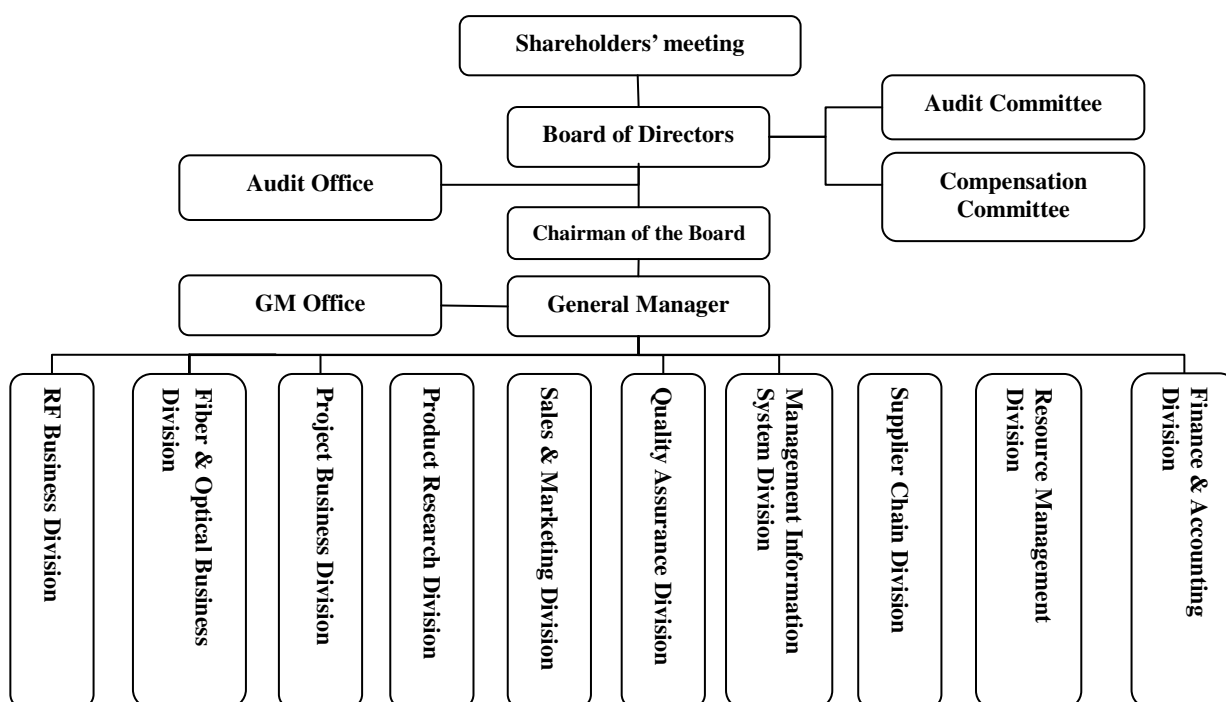 Shareholders’ meeting
Audit Committee
Board of Directors
Audit Office
Compensation
Committee
Chairman of the Board
GM Office
General Manager
RF Business Division
Fiber & Optical Business
Division
Project Business Division
Product Research Division
Sales & Marketing Division
Quality Assurance Division
Management Information
System Division
Supplier Chain Division
Resource Management
Division
Finance & Accounting
Division